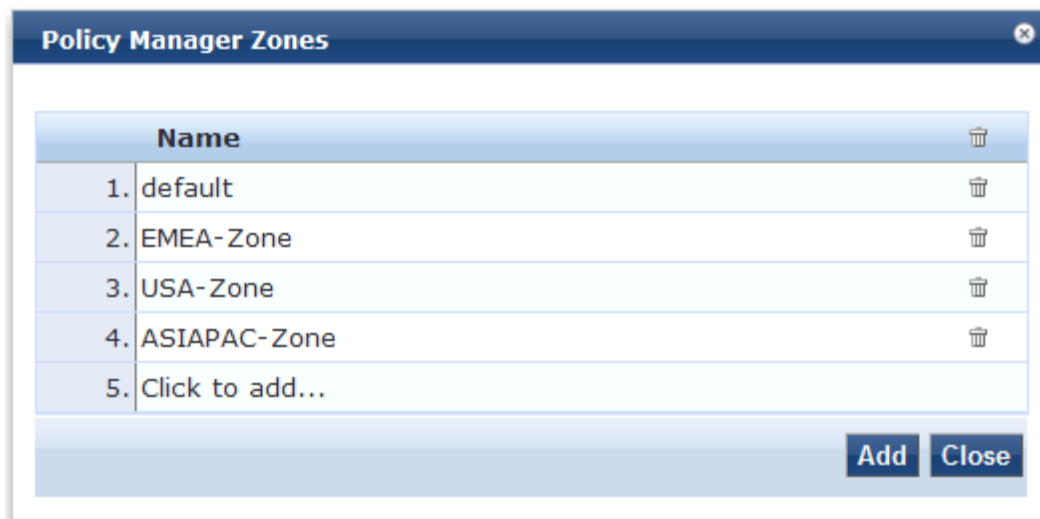 Policy Manager Zones
Name
1. default
2. EMEA-Zone
3. USA-Zone
4. ASIAPAC-Zone
5. Click to add...
Add Close